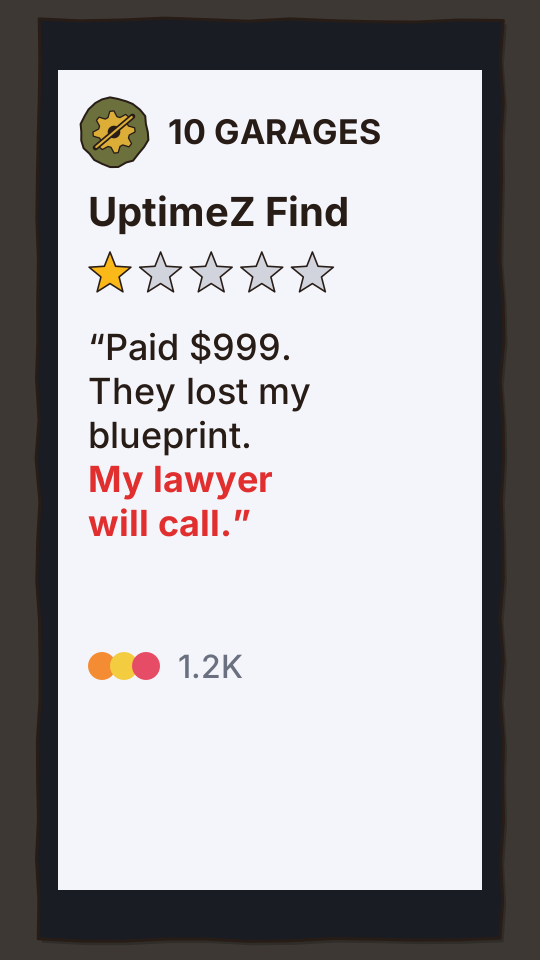 10 GARAGES
UptimeZ Find
“Paid $999.
They lost my
blueprint.
My lawyer
will call.”
1.2K